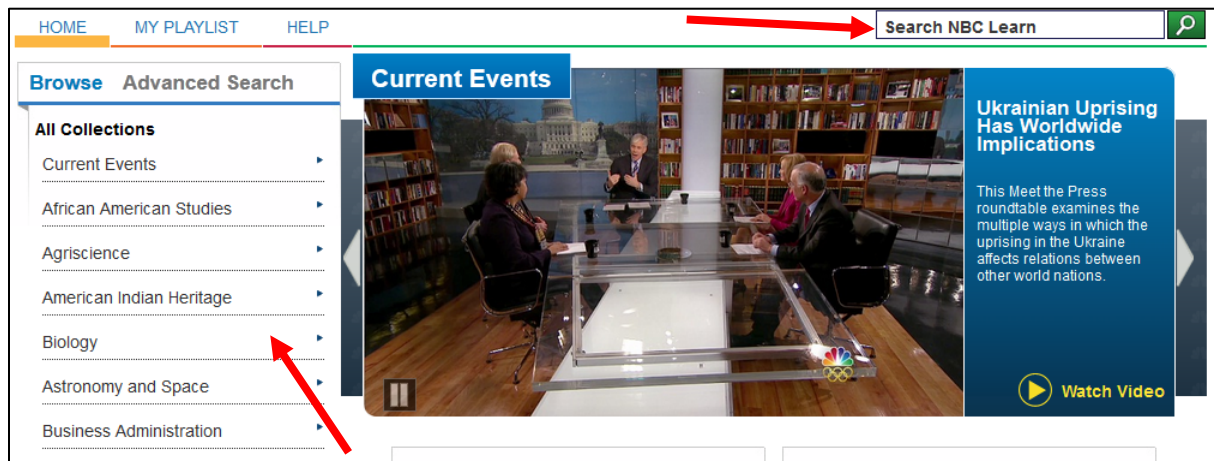 HOME MY PLAYLIST HELP
Search NBC Learn
Browse Advanced Search
All Collections
Current Events
African American Studies
Agriscience
American Indian Heritage
Biology
Astronomy and Space
Business Administration
Current Events
Ukrainian Uprising
Has Worldwide
Implications
This Meet the Press
roundtable examines the
multiple ways in which the
uprising in the Ukraine
affects relations between
other world nations.
Watch Video